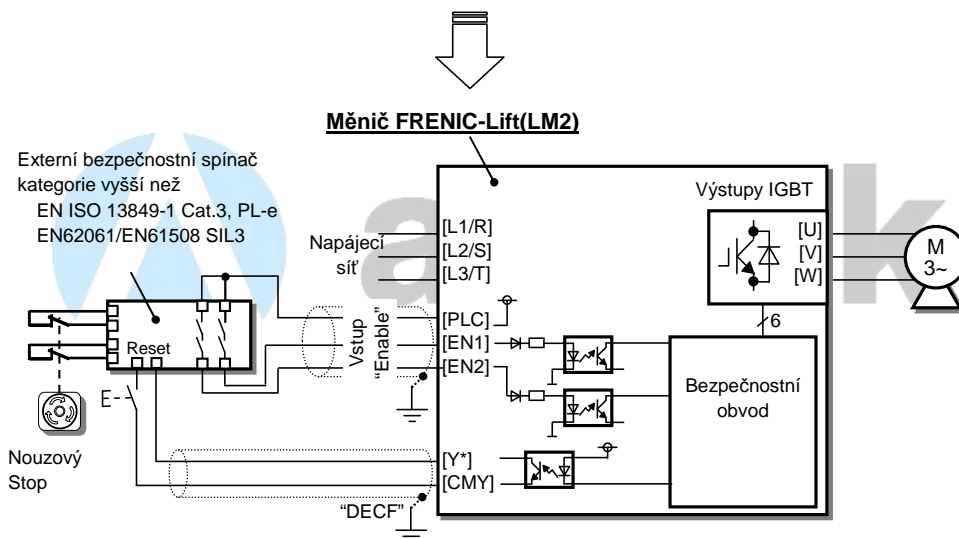 Měnič FRENIC-Lift(LM2)
Externí bezpečnostní spínač
kategorie vyšší než
EN ISO 13849-1 Cat.3, PL-e
EN62061/EN61508 SIL3
Napájecí
síť
[L1/R]
[L2/S]
[L3/T]
Výstupy IGBT
[U]
[V]
[W]
M
3~
6
Reset
Vstup
"Enable"
[PLC]
[EN1]
[EN2]
Bezpečnostní
obvod
E
Nouzový
Stop
[Y*]
[CMY]
"DECF"